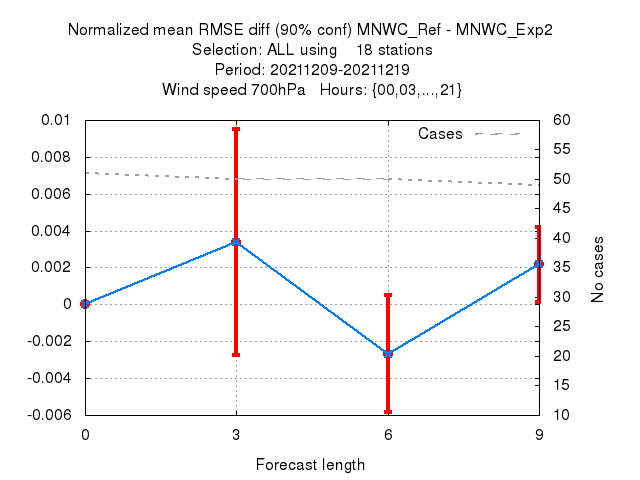 Normalized mean RMSE diff (90% conf) MNWC_Ref - MNWC_Exp2
Selection: ALL using    18 stations
Period: 20211209-20211219
Wind speed 700hPa   Hours: {00,03,...,21}
Cases
0.01
0.008
0.006
0.004
0.002
0
-0.002
-0.004
-0.006
60
55
50
45
40
35
30
25
20
15
10
No cases
0 3 6 9
Forecast length